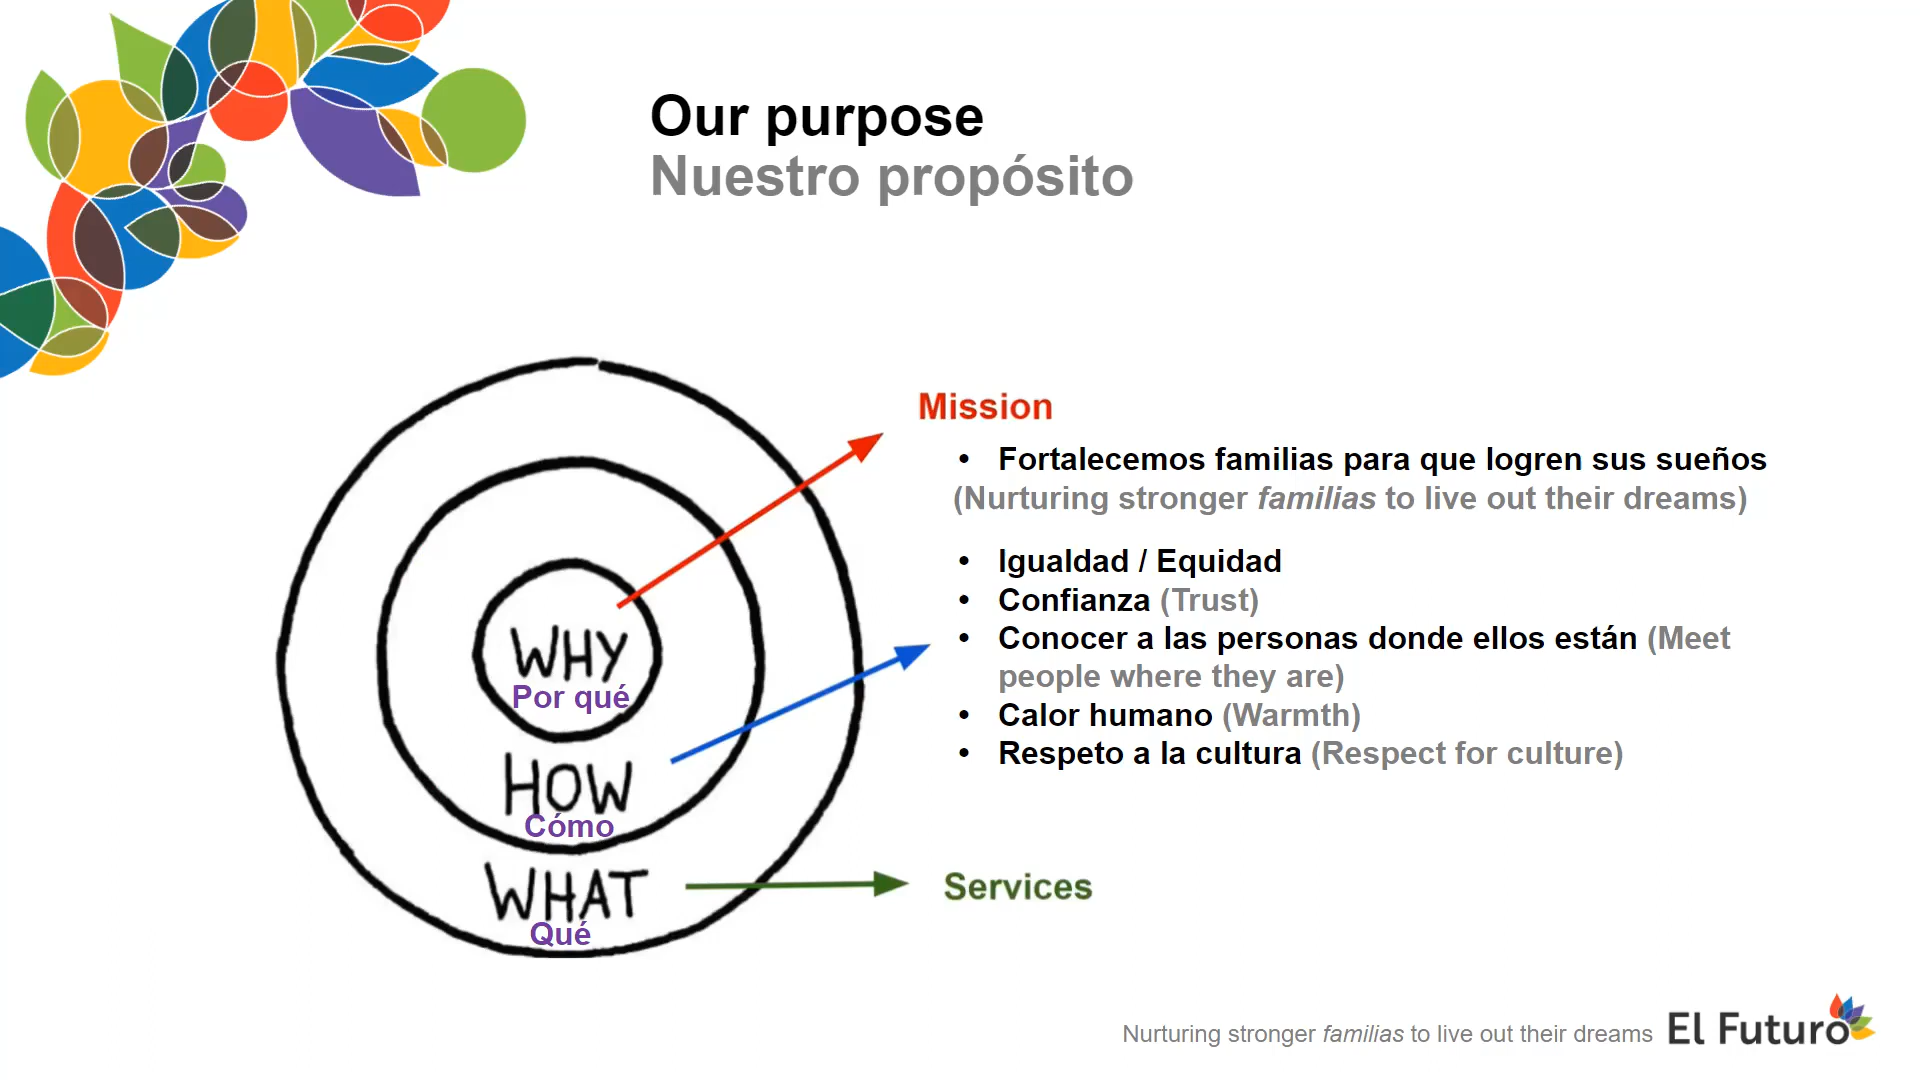 Our purpose
Nuestro propósito
Mission
• Fortalecemos familias para que logren sus sueños
(Nurturing stronger familias to live out their dreams)
• Igualdad / Equidad
• Confianza (Trust)
• Conocer a las personas donde ellos están (Meet
people where they are)
• Calor humano (Warmth)
• Respeto a la cultura (Respect for culture)
WHY
Por qué
HOW
Cómo
WHAT
Qué
Services
Nurturing stronger familias to live out their dreams
El Futuro